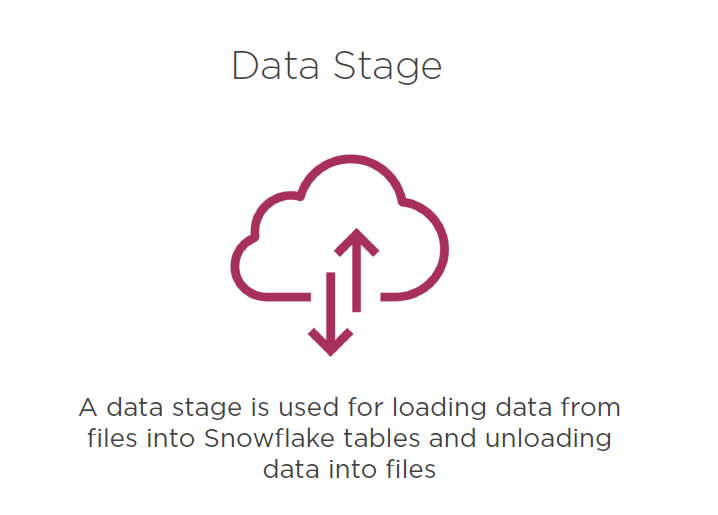 Data Stage
A data stage is used for loading data from
files into Snowflake tables and unloading
data into files